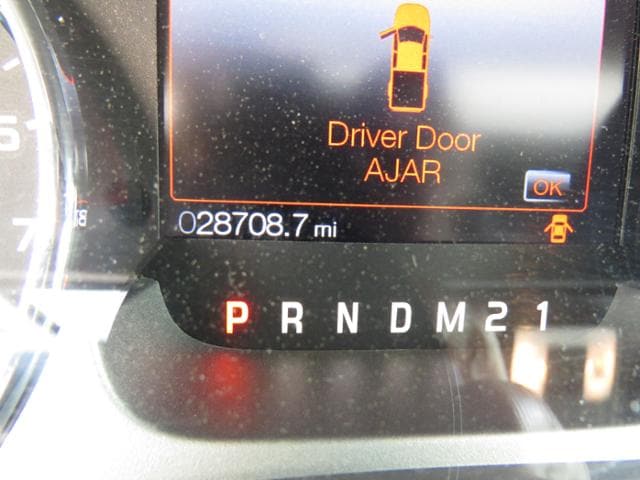 Driver Door
AJAR
OK
028708.7 mi
P R N D M 2 1